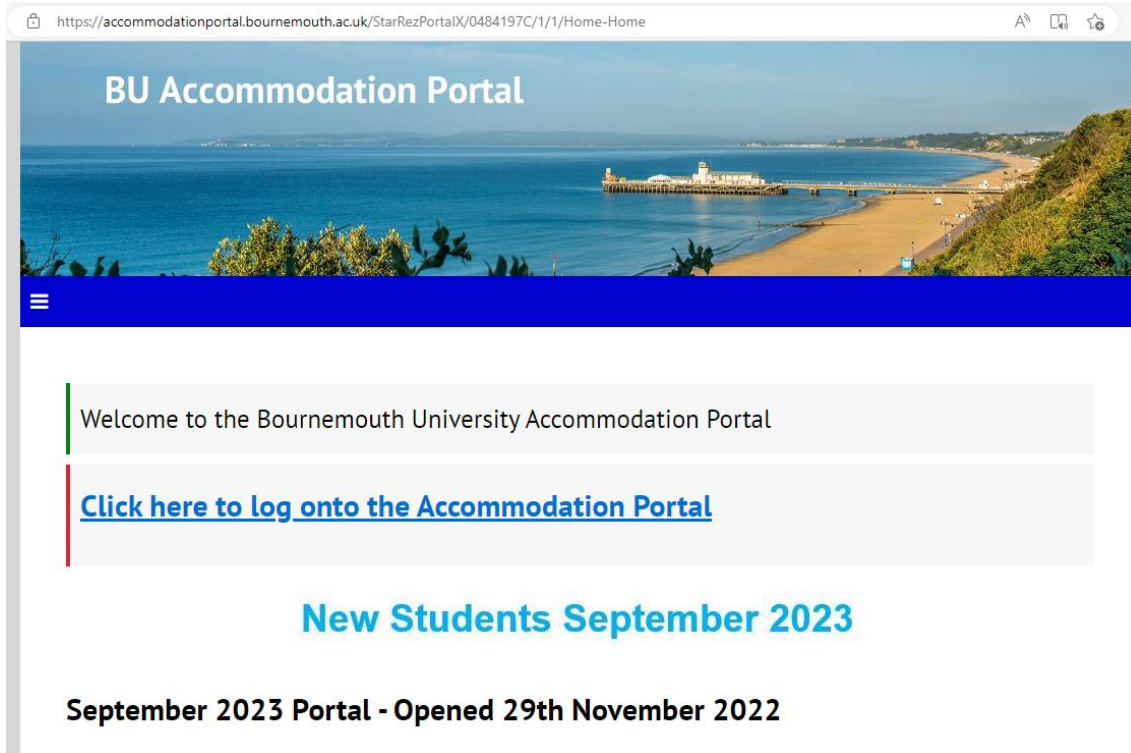 https://accommodationportal.bournemouth.ac.uk/StarRezPortalX/0484197C/1/1/Home-Home
BU Accommodation Portal
Welcome to the Bournemouth University Accommodation Portal
Click here to log onto the Accommodation Portal
New Students September 2023
September 2023 Portal - Opened 29th November 2022